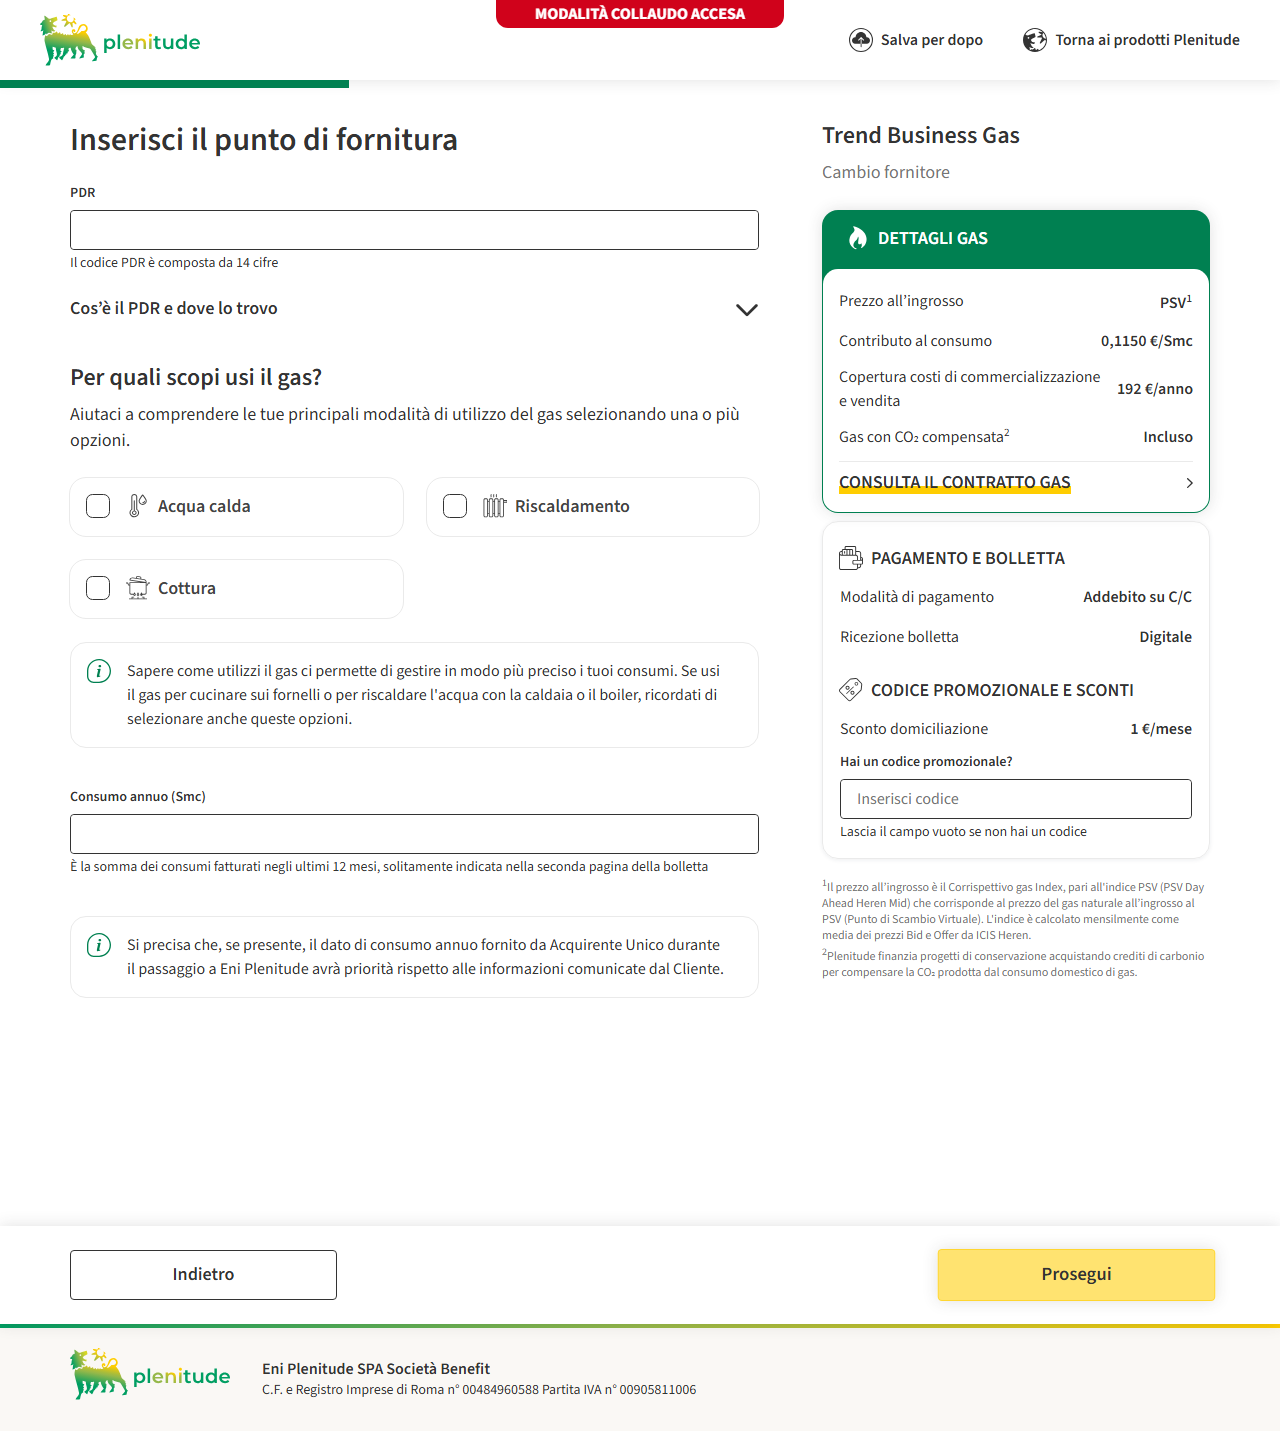 MODALITÀ COLLAUDO ACCESA
plenitude
Salva per dopo
Torna ai prodotti Plenitude
Inserisci il punto di fornitura
PDR
Il codice PDR è composta da 14 cifre
Cos’è il PDR e dove lo trovo
Per quali scopi usi il gas?
Aiutaci a comprendere le tue principali modalità di utilizzo del gas selezionando una o più
opzioni.
Acqua calda
Riscaldamento
Cottura
Sapere come utilizzi il gas ci permette di gestire in modo più preciso i tuoi consumi. Se usi
il gas per cucinare sui fornelli o per riscaldare l'acqua con la caldaia o il boiler, ricordati di
selezionare anche queste opzioni.
Consumo annuo (Smc)
È la somma dei consumi fatturati negli ultimi 12 mesi, solitamente indicata nella seconda pagina della bolletta
Si precisa che, se presente, il dato di consumo annuo fornito da Acquirente Unico durante
il passaggio a Eni Plenitude avrà priorità rispetto alle informazioni comunicate dal Cliente.
Trend Business Gas
Cambio fornitore
DETTAGLI GAS
Prezzo all’ingrosso PSV¹
Contributo al consumo 0,1150 €/Smc
Copertura costi di commercializzazione
e vendita 192 €/anno
Gas con CO₂ compensata² Incluso
CONSULTA IL CONTRATTO GAS
PAGAMENTO E BOLLETTA
Modalità di pagamento Addebito su C/C
Ricezione bolletta Digitale
CODICE PROMOZIONALE E SCONTI
Sconto domiciliazione 1 €/mese
Hai un codice promozionale?
Inserisci codice
Lascia il campo vuoto se non hai un codice
¹Il prezzo all’ingrosso è il Corrispettivo gas Index, pari all'indice PSV (PSV Day
Ahead Heren Mid) che corrisponde al prezzo del gas naturale all’ingrosso al
PSV (Punto di Scambio Virtuale). L'indice è calcolato mensilmente come
media dei prezzi Bid e Offer da ICIS Heren.
²Plenitude finanzia progetti di conservazione acquistando crediti di carbonio
per compensare la CO₂ prodotta dal consumo domestico di gas.
Indietro
Prosegui
plenitude
Eni Plenitude SPA Società Benefit
C.F. e Registro Imprese di Roma n° 00484960588 Partita IVA n° 00905811006